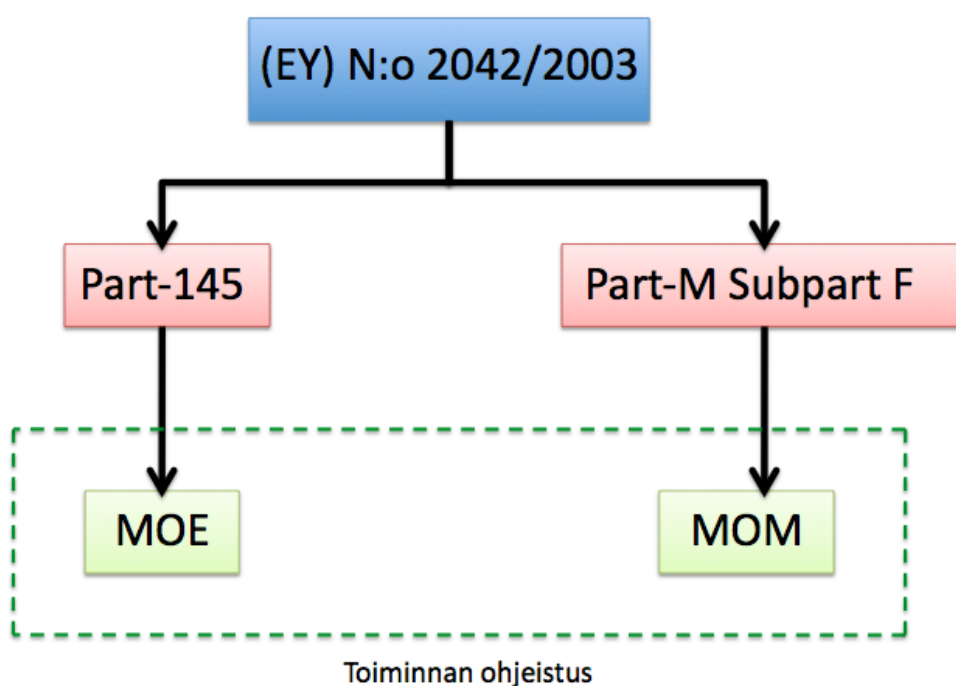 (EY) N:o 2042/2003
Part-145
Part-M Subpart F
MOE
MOM
Toiminnan ohjeistus